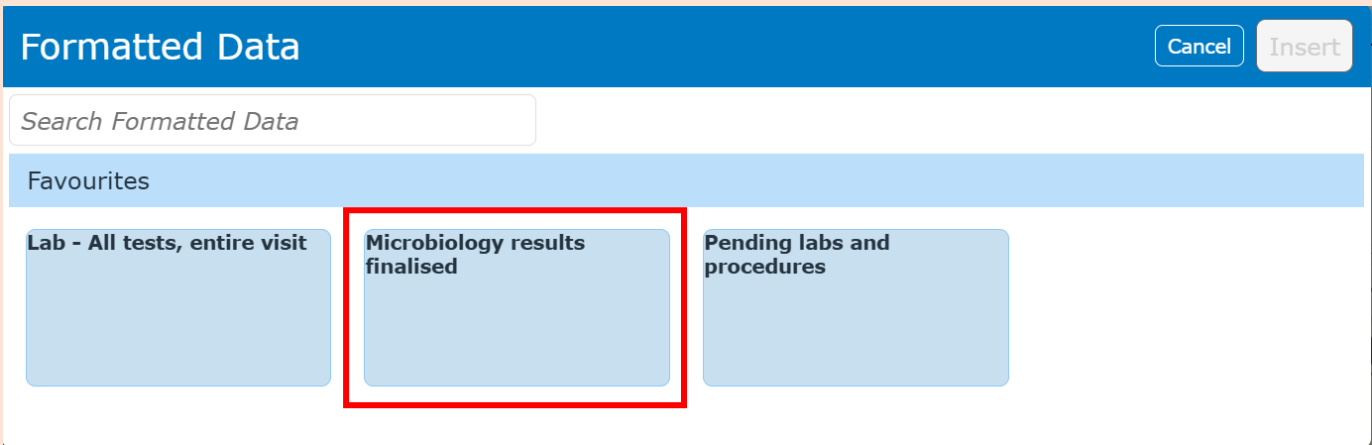 Formatted Data
Cancel
Insert
Search Formatted Data
Favourites
Lab - All tests, entire visit
Microbiology results
finalised
Pending labs and
procedures